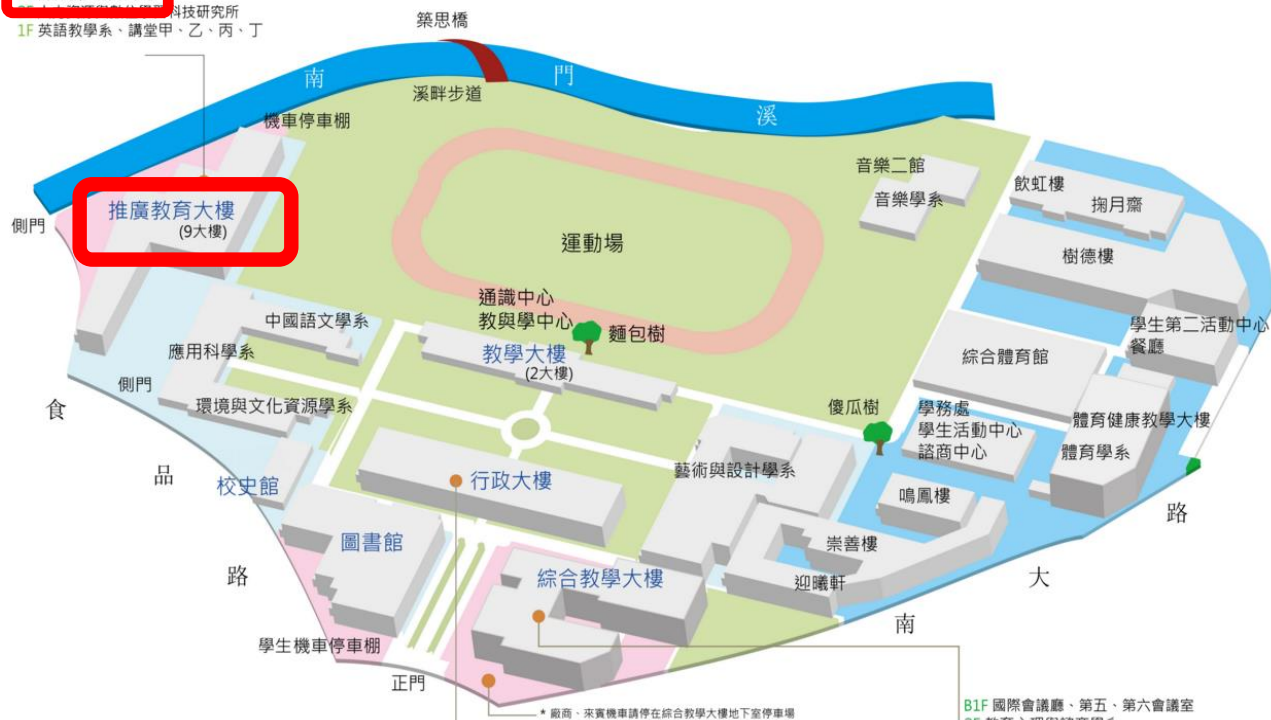 科技研究所
1F 英語教學系、講堂甲、乙、丙、丁
築思橋
南
門
溪
溪畔步道
機車停車棚
側門
推廣教育大樓
(9大樓)
音樂二館
音樂學系
飲虹樓
掬月齋
樹德樓
運動場
通識中心
教與學中心
麵包樹
教學大樓
(2大樓)
中國語文學系
應用科學系
側門
環境與文化資源學系
學生第二活動中心
餐廳
綜合體育館
傻瓜樹
學務處
學生活動中心
諮商中心
體育健康教學大樓
體育學系
食
品
路
校史館
行政大樓
藝術與設計學系
鳴鳳樓
崇善樓
迎曦軒
圖書館
綜合教學大樓
南
大
路
學生機車停車棚
正門
* 廠商、來賓機車請停在綜合教學大樓地下室停車場
B1F 國際會議廳、第五、第六會議室